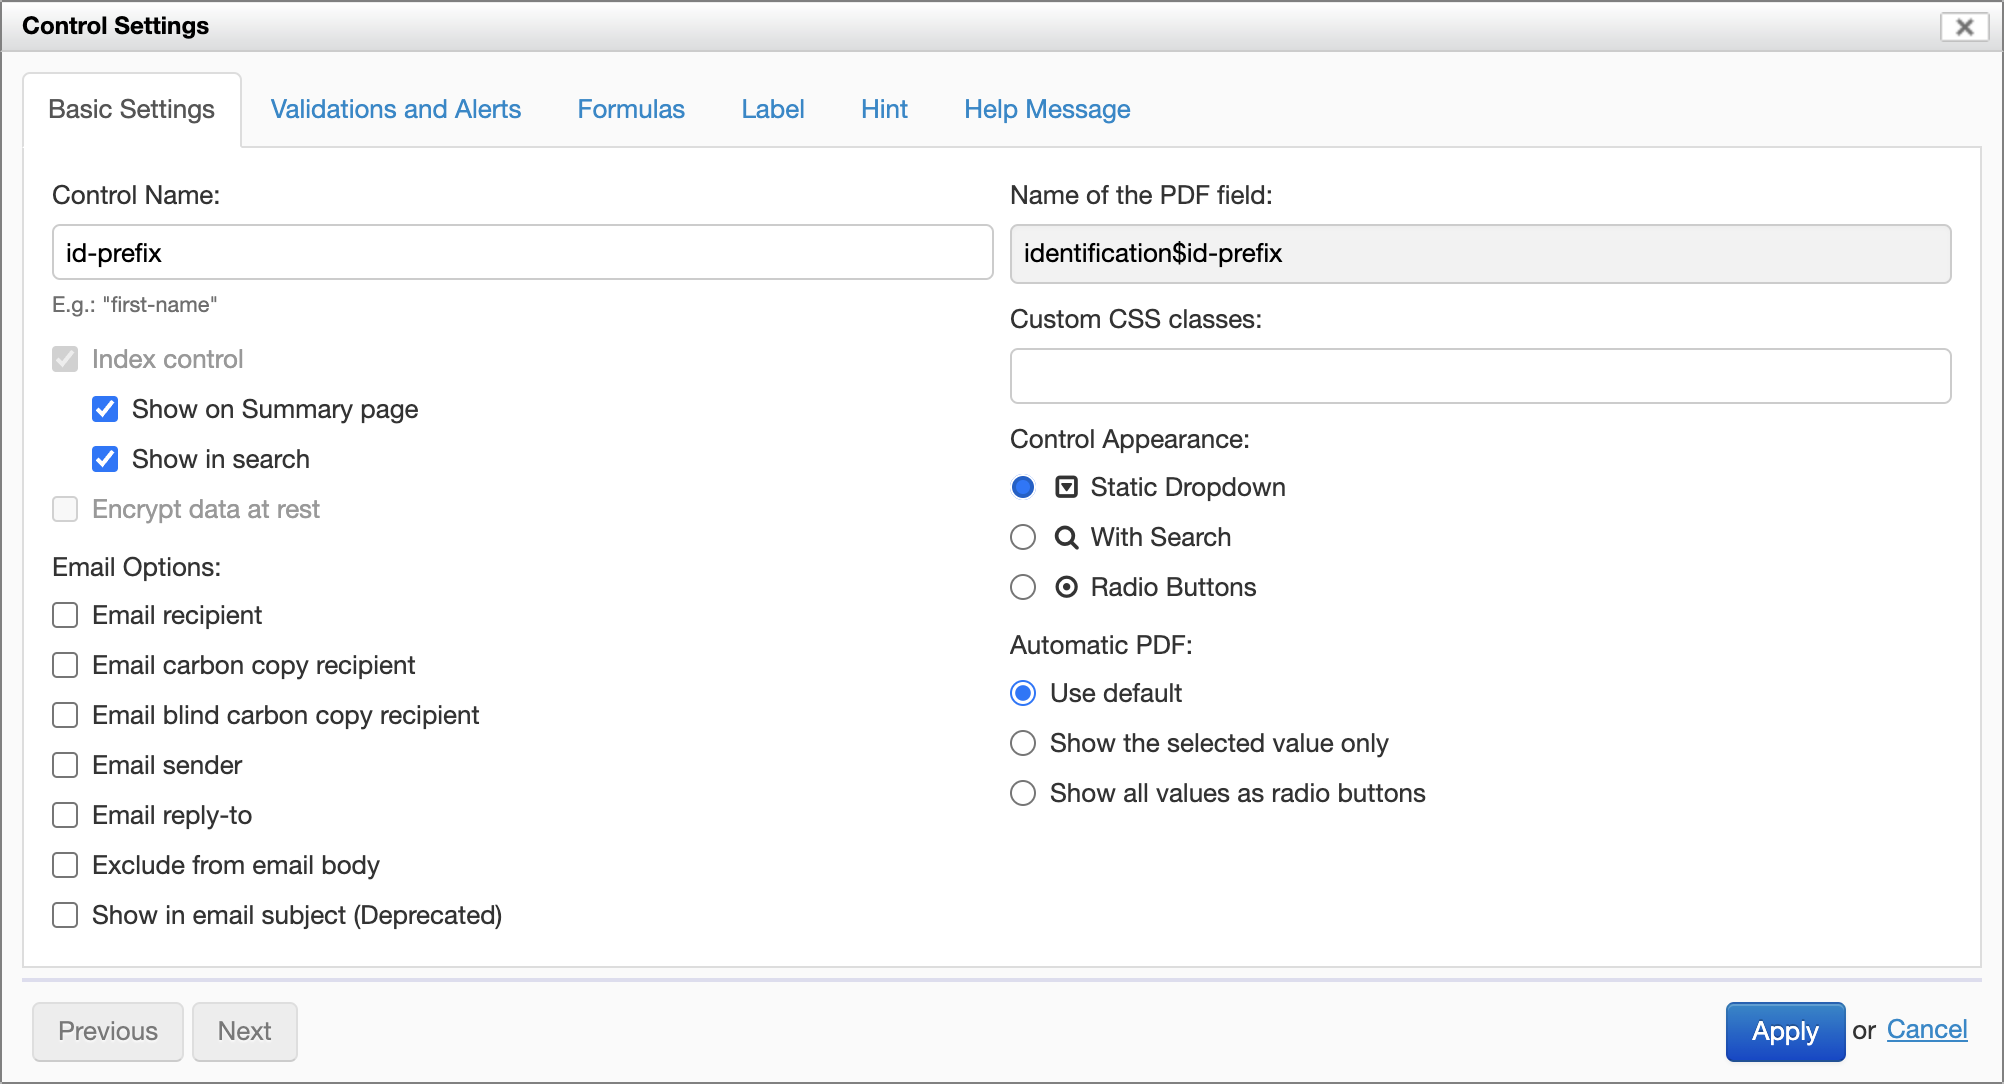 Control Settings
Basic Settings
Validations and Alerts
Formulas
Label
Hint
Help Message
Control Name:
id-prefix
E.g.: "first-name"
Index control
Show on Summary page
Show in search
Encrypt data at rest
Email Options:
Email recipient
Email carbon copy recipient
Email blind carbon copy recipient
Email sender
Email reply-to
Exclude from email body
Show in email subject (Deprecated)
Name of the PDF field:
identification$id-prefix
Custom CSS classes:
Control Appearance:
Static Dropdown
With Search
Radio Buttons
Automatic PDF:
Use default
Show the selected value only
Show all values as radio buttons
Previous
Next
Apply or Cancel